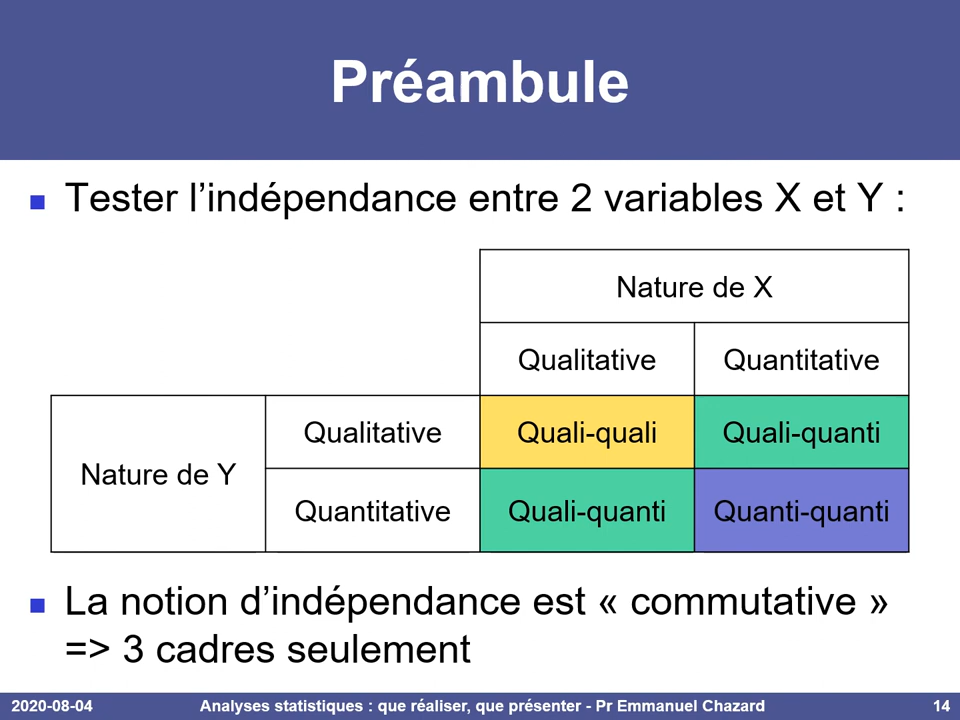 Préambule
Tester l’indépendance entre 2 variables X et Y :
Nature de X
Qualitative Quantitative
Nature de Y
Qualitative Quali-quali Quali-quanti
Quantitative Quali-quanti Quanti-quanti
La notion d’indépendance est « commutative »
=> 3 cadres seulement
2020-08-04 Analyses statistiques : que réaliser, que présenter - Pr Emmanuel Chazard 14